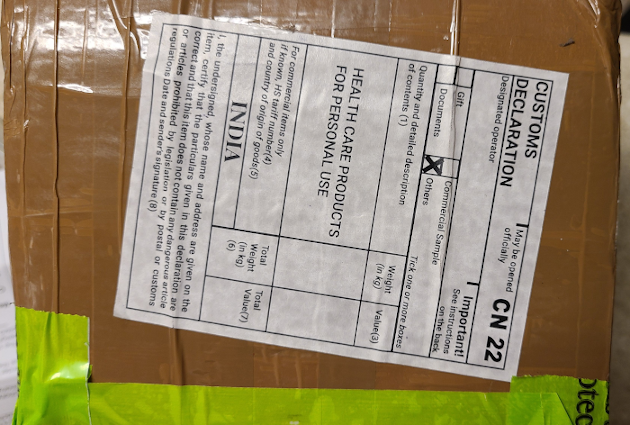 CUSTOMS
DECLARATION
Designated operator
May be opened
officially
CN 22
Important!
See instructions
on the back
Gift
Documents
Commercial Sample
Others
Tick one or more boxes
Quantity and detailed description
of contents (1)
Weight
(in kg)
Value(3)
HEALTH CARE PRODUCTS
FOR PERSONAL USE
For commercial items only
if known, HS tariff number(4)
and country of origin of goods(5)
INDIA
Total
Weight
(in kg)
(6)
Total
Value(7)
I, the undersigned, whose name and address are given on the
item, certify that the particulars given in this declaration are
correct and that this item does not contain any dangerous article
or articles prohibited by legislation or by postal or customs
regulations Date and sender's signature (8)
otec